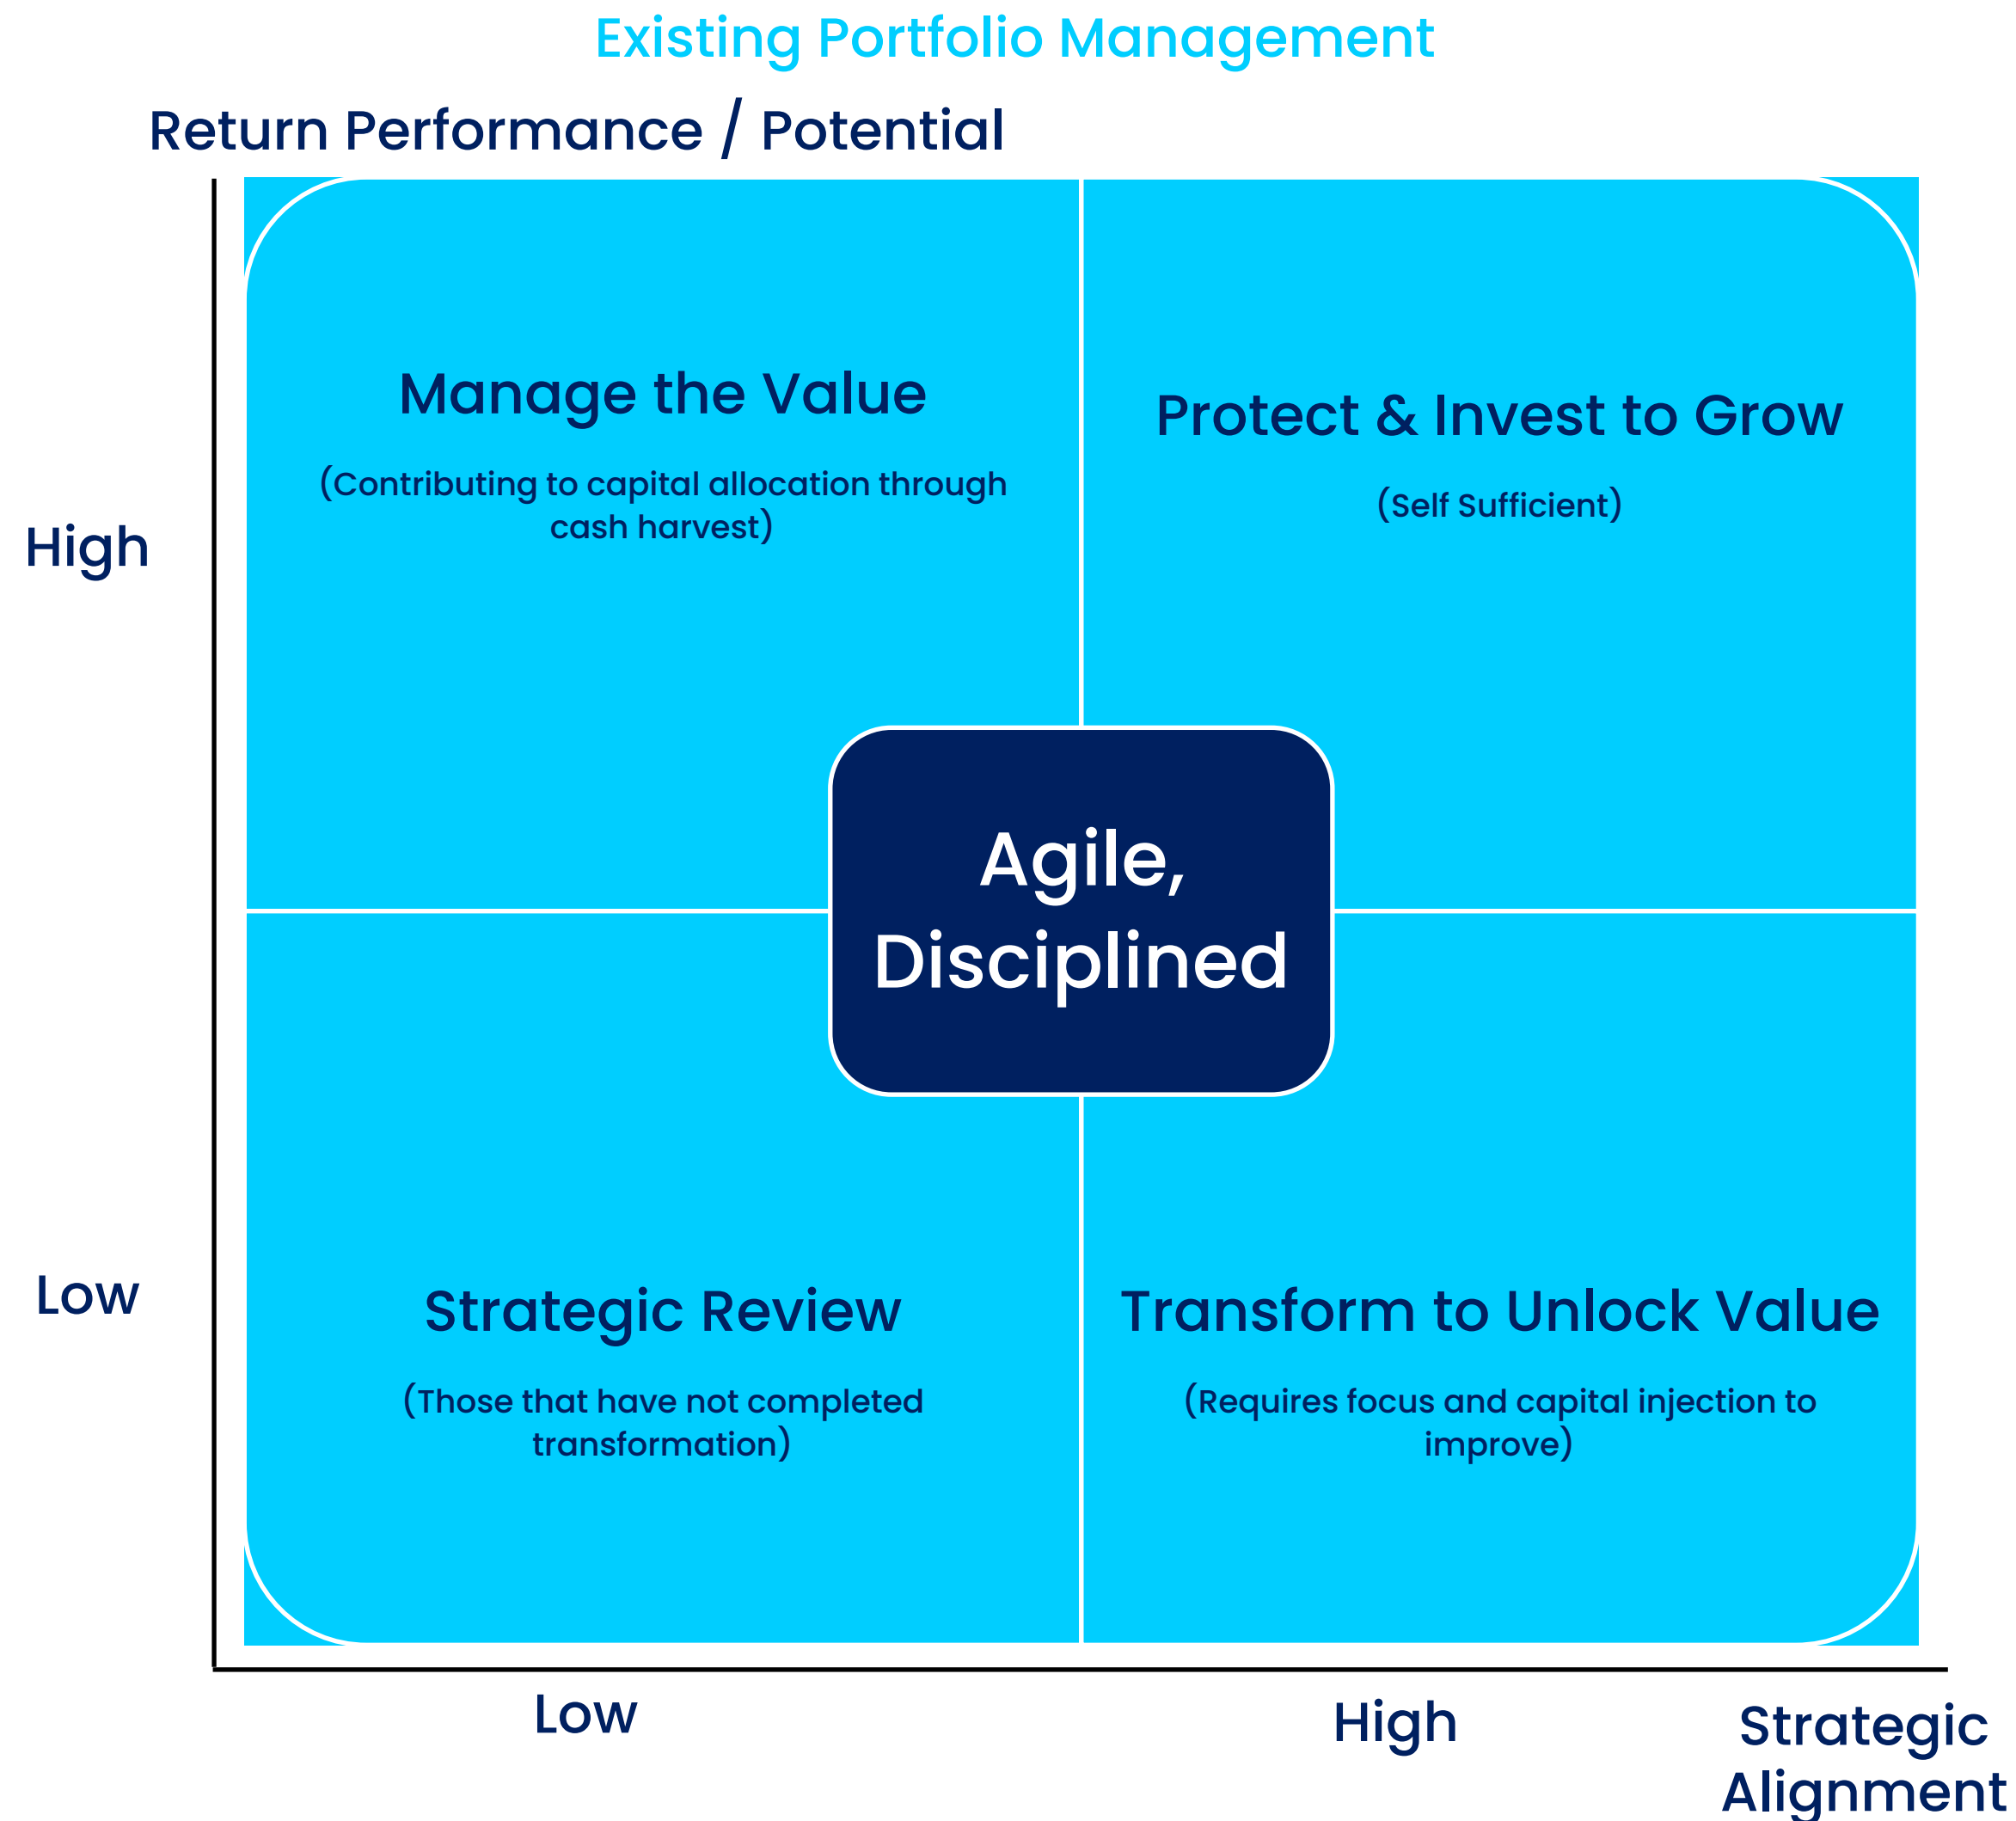 Existing Portfolio Management
Return Performance / Potential
High
Manage the Value
(Contributing to capital allocation through
cash harvest)
Protect & Invest to Grow
(Self Sufficient)
Agile,
Disciplined
Low
Strategic Review
(Those that have not completed
transformation)
Transform to Unlock Value
(Requires focus and capital injection to
improve)
Low
High
Strategic
Alignment